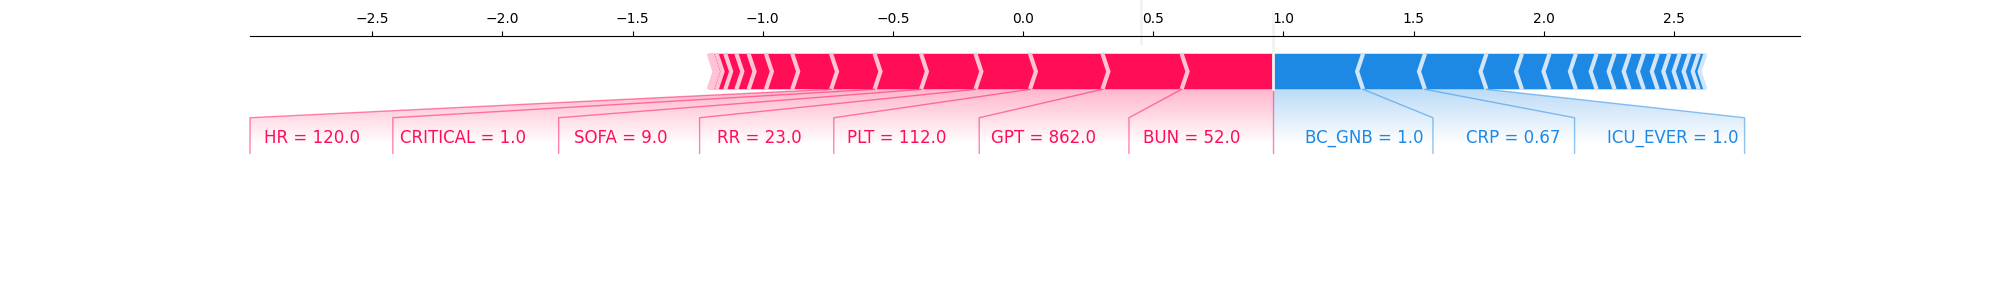 −2.5 −2.0 −1.5 −1.0 −0.5 0.0 0.5 1.0 1.5 2.0 2.5
HR = 120.0 CRITICAL = 1.0 SOFA = 9.0 RR = 23.0 PLT = 112.0 GPT = 862.0 BUN = 52.0 BC_GNB = 1.0 CRP = 0.67 ICU_EVER = 1.0